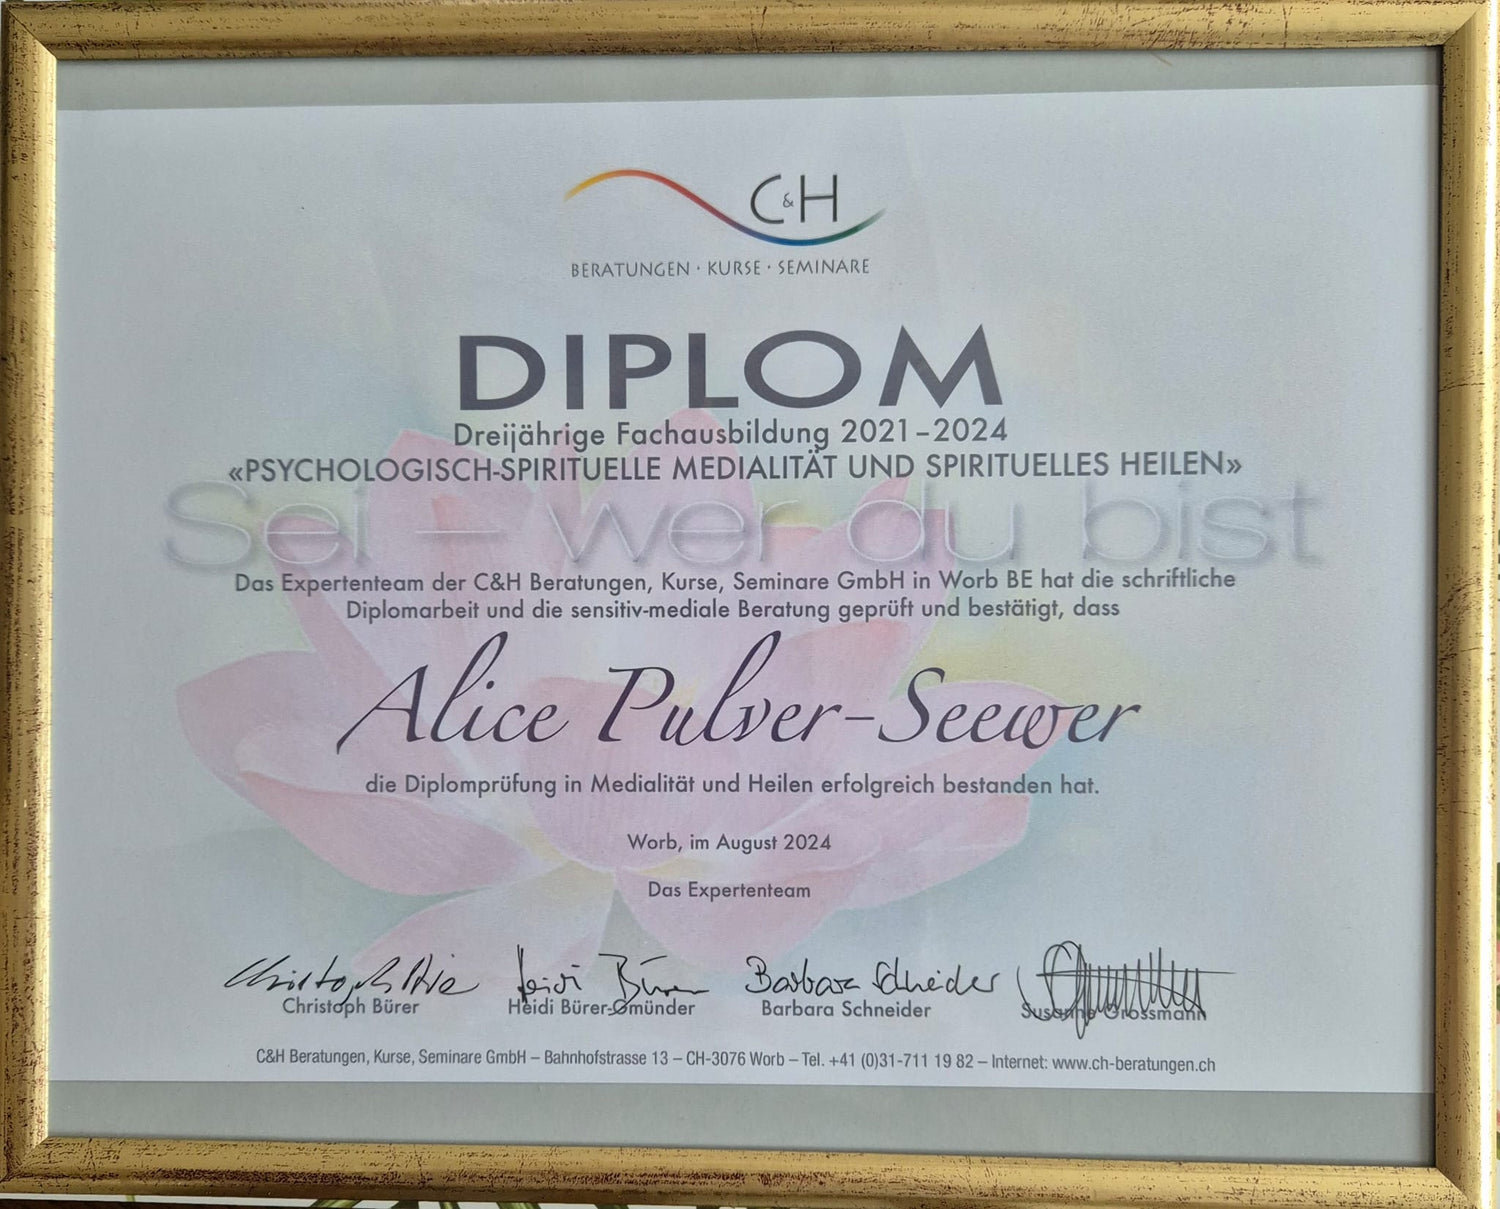 C&H
BERATUNGEN · KURSE · SEMINARE
DIPLOM
Dreijährige Fachausbildung 2021–2024
«PSYCHOLOGISCH-SPIRITUELLE MEDIALITÄT UND SPIRITUELLES HEILEN»
Sei – wer du bist
Das Expertenteam der C&H Beratungen, Kurse, Seminare GmbH in Worb BE hat die schriftliche
Diplomarbeit und die sensitiv-mediale Beratung geprüft und bestätigt, dass
Alice Pulver-Seewer
die Diplomprüfung in Medialität und Heilen erfolgreich bestanden hat.
Worb, im August 2024
Das Expertenteam
Heidi Büren Barbara Schneider
Christoph Bürer Heidi Bürer-Gmünder Barbara Schneider Susanne Grossmann
C&H Beratungen, Kurse, Seminare GmbH – Bahnhofstrasse 13 – CH-3076 Worb – Tel. +41 (0)31-711 19 82 – Internet: www.ch-beratungen.ch